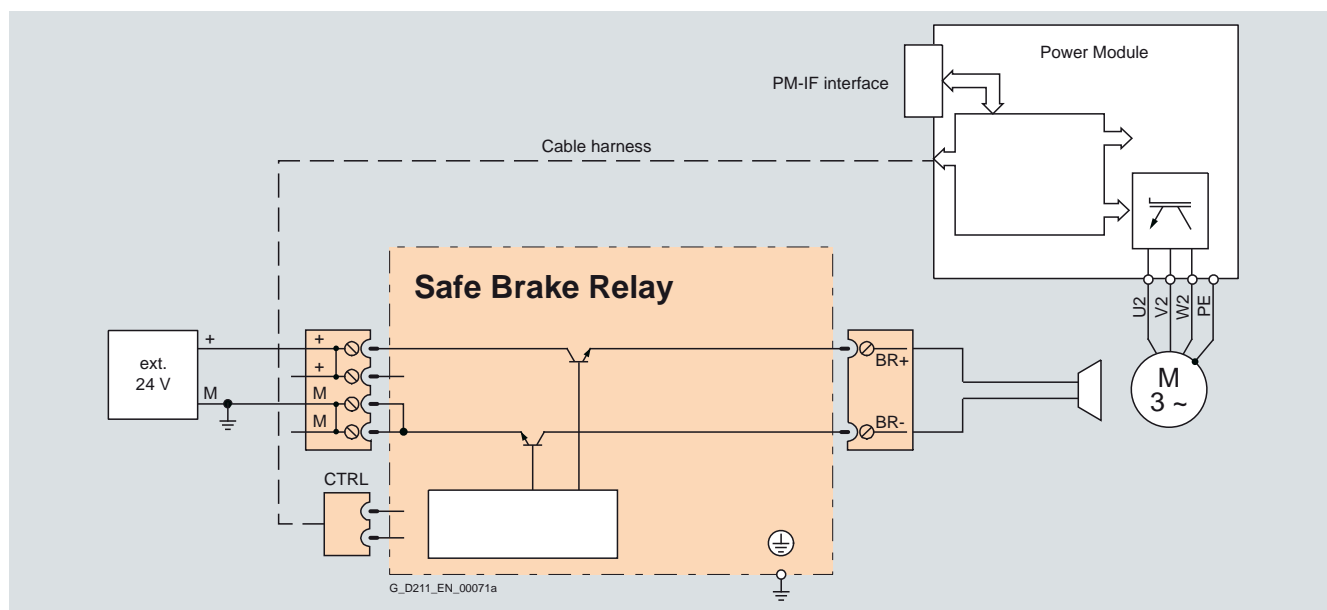 Power Module
PM-IF interface
Cable harness
Safe Brake Relay
U2
V2
W2
PE
ext.
24 V
+
M
+
+
M
M
BR+
BR-
M
3 ~
CTRL
G_D211_EN_00071a